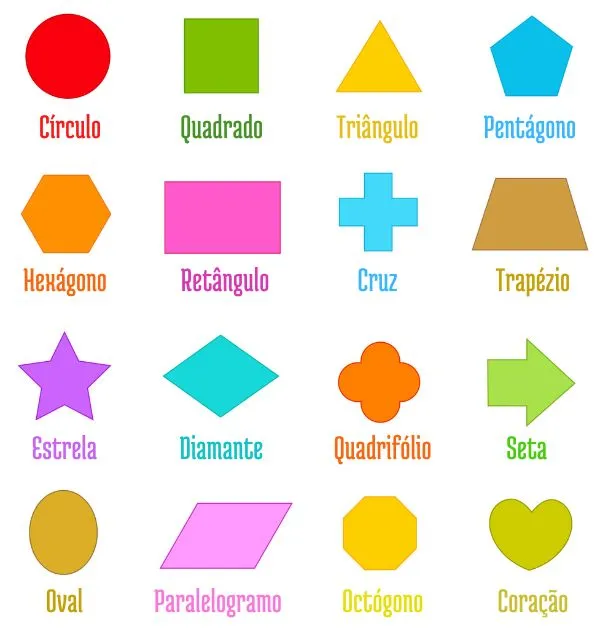 Círculo
Quadrado
Triângulo
Pentágono
Hexágono
Retângulo
Cruz
Trapézio
Estrela
Diamante
Quadrifólio
Seta
Oval
Paralelogramo
Octógono
Coração